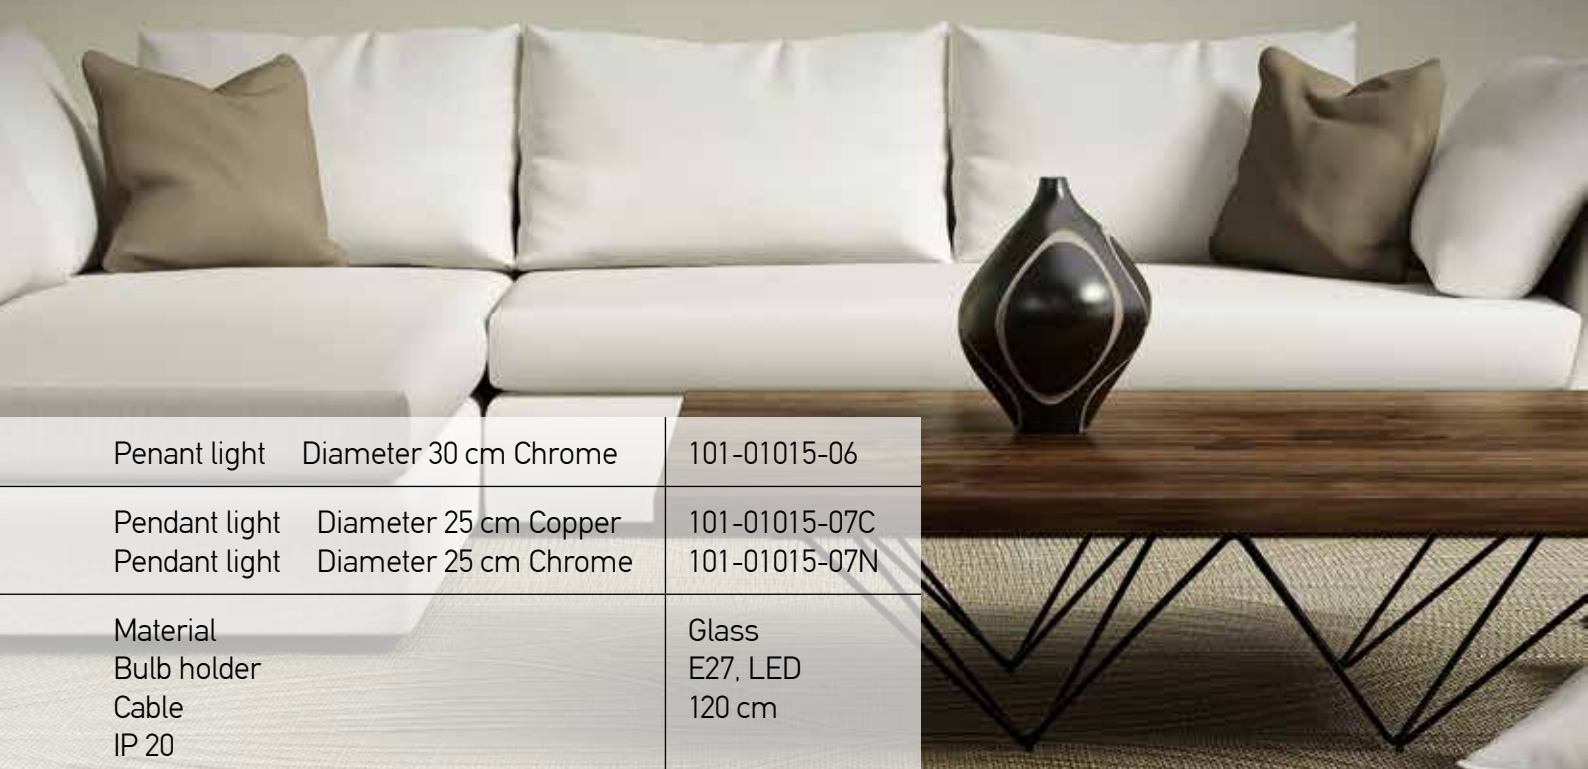 Penant light Diameter 30 cm Chrome 101-01015-06
Pendant light Diameter 25 cm Copper 101-01015-07C
Pendant light Diameter 25 cm Chrome 101-01015-07N
Material Glass
Bulb holder E27, LED
Cable 120 cm
IP 20